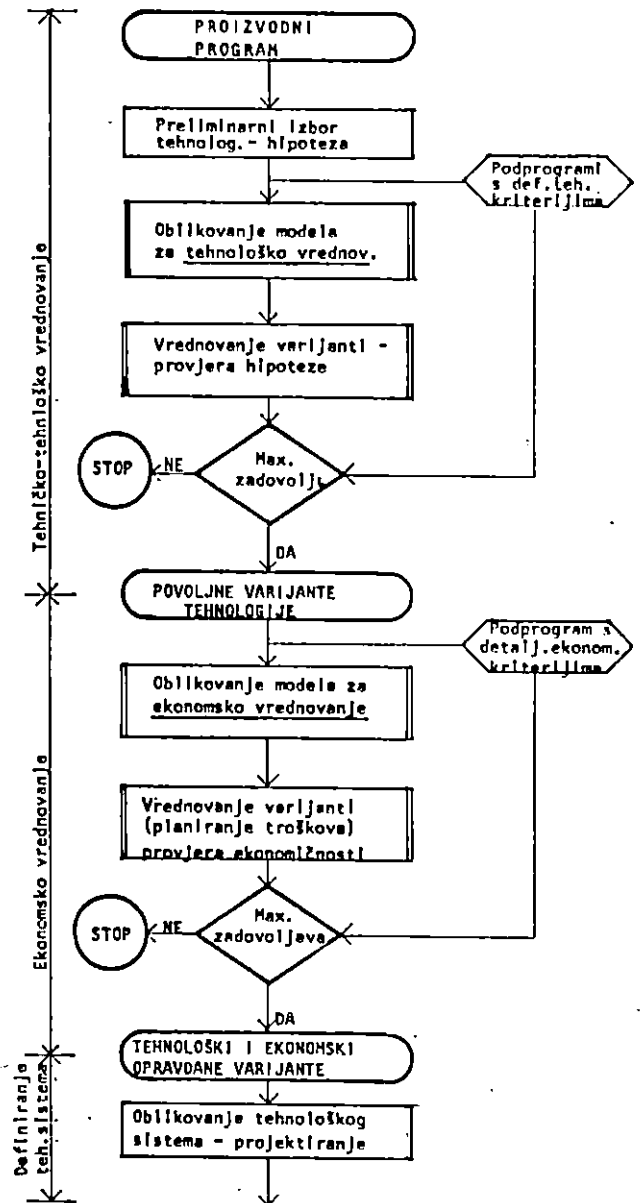 PROIZVODNI
PROGRAM
Preliminarni izbor
tehnolog.- hipoteza
Podprogrami
s def.teh.
kriterijima
Oblikovanje modela
za tehnološko vrednov.
Vrednovanje varijanti -
provjera hipoteze
Max.
zadovolju
NE
STOP
DA
Tehničko-tehnloško vrednovanje
POVOLJNE VARIJANTE
TEHNOLOGIJE
Podprogram s
detalj.ekonom.
kriterijima
Oblikovanje modela za
ekonomsko vrednovanje
Vrednovanje varijanti
(planiranje troškova)
provjera ekonomičnosti
Max.
zadovoljava
NE
STOP
DA
Ekonomsko vrednovanje
TEHNOLOŠKI I EKONOMSKI
OPRAVDANE VARIJANTE
Oblikovanje tehnološkog
sistema - projektiranje
Definiranje
teh.sistema